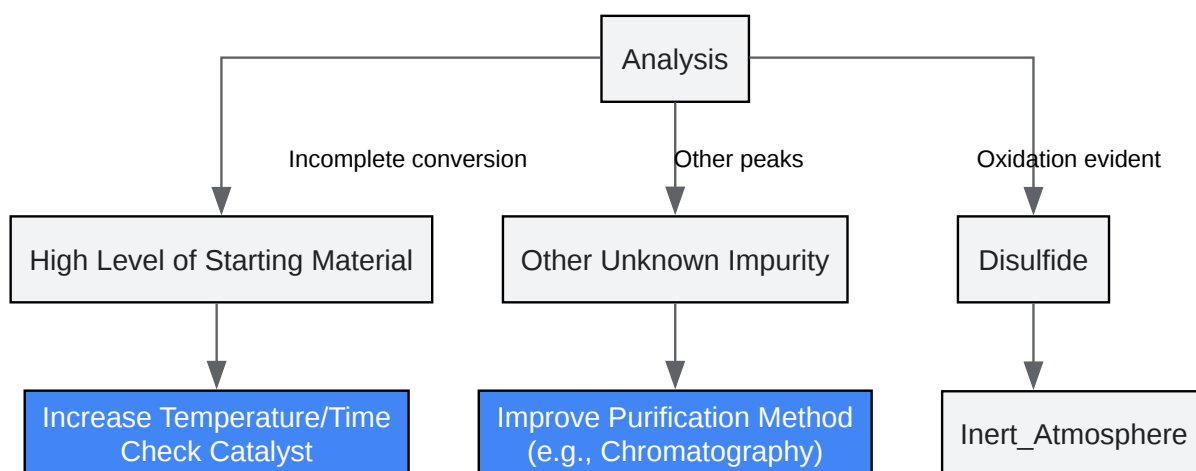 Analysis
Incomplete conversion
Other peaks
Oxidation evident
High Level of Starting Material
Other Unknown Impurity
Disulfide
Increase Temperature/Time
Check Catalyst
Improve Purification Method
(e.g., Chromatography)
Inert_Atmosphere